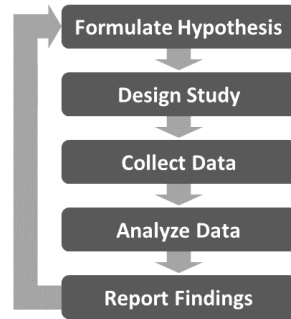 Formulate Hypothesis
Design Study
Collect Data
Analyze Data
Report Findings